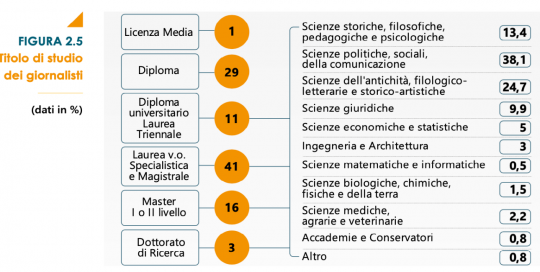 FIGURA 2.5
Titolo di studio
dei giornalisti
(dati in %)
Licenza Media
1
Diploma
29
Diploma
universitario
Laurea
Triennale
11
Laurea v.o.
Specialistica
e Magistrale
41
Master
I o II livello
16
Dottorato
di Ricerca
3
Scienze storiche, filosofiche,
pedagogiche e psicologiche
13,4
Scienze politiche, sociali,
della comunicazione
38,1
Scienze dell'antichità, filologico-
letterarie e storico-artistiche
24,7
Scienze giuridiche
9,9
Scienze economiche e statistiche
5
Ingegneria e Architettura
3
Scienze matematiche e informatiche
0,5
Scienze biologiche, chimiche,
fisiche e della terra
1,5
Scienze mediche,
agrarie e veterinarie
2,2
Accademie e Conservatori
0,8
Altro
0,8